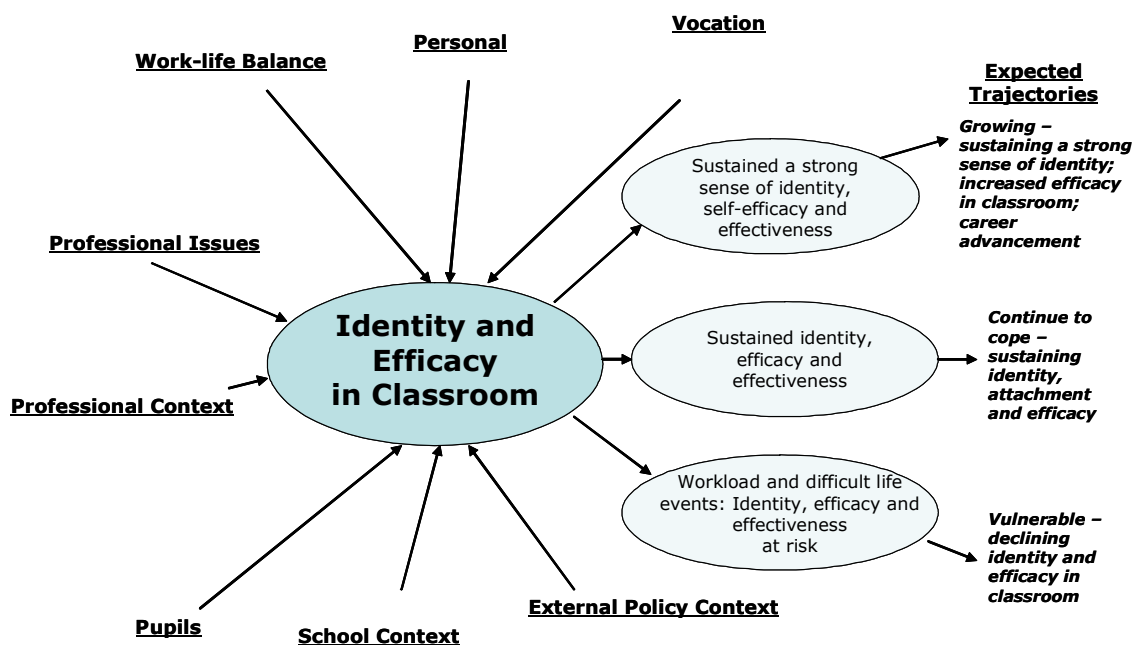 Vocation
Personal
Work-life Balance
Expected
Trajectories
Growing –
sustaining a strong
sense of identity;
increased efficacy
in classroom;
career
advancement
Sustained a strong
sense of identity,
self-efficacy and
effectiveness
Professional Issues
Identity and
Efficacy
in Classroom
Sustained identity,
efficacy and
effectiveness
Continue to
cope –
sustaining
identity,
attachment
and efficacy
Professional Context
Workload and difficult life
events: Identity, efficacy and
effectiveness
at risk
Vulnerable –
declining
identity and
efficacy in
classroom
Pupils
School Context
External Policy Context